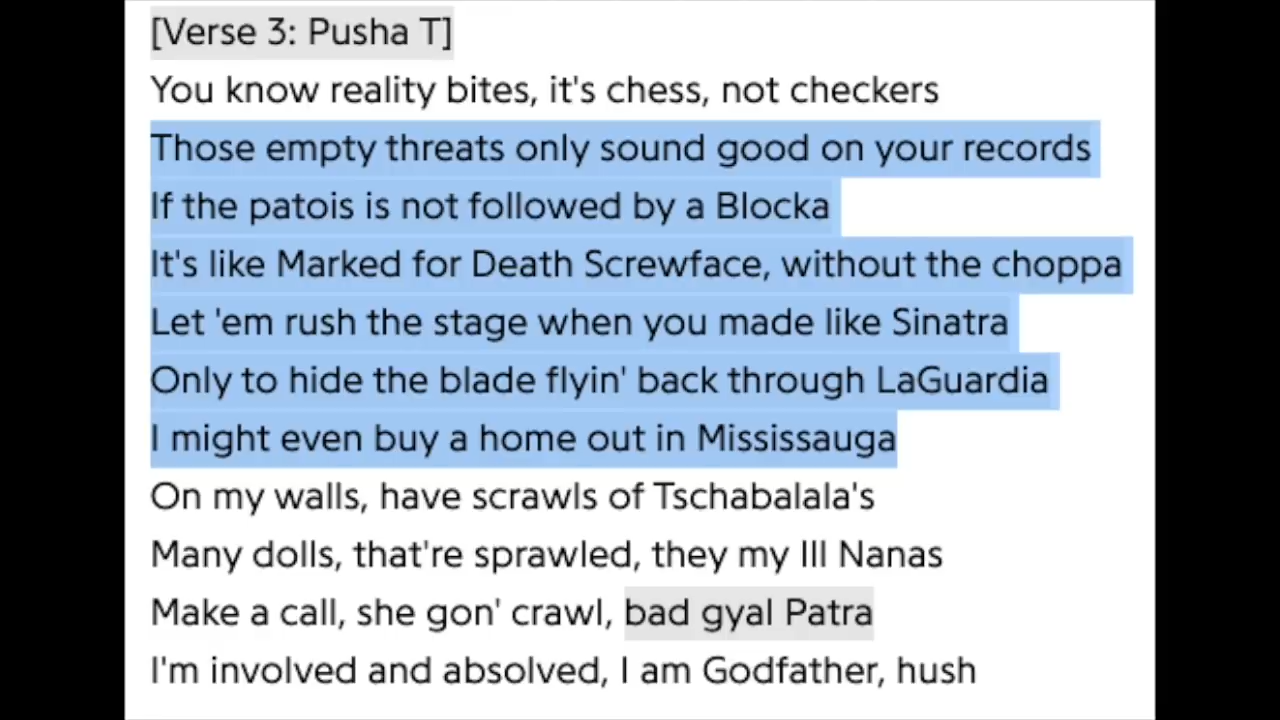 [Verse 3: Pusha T]
You know reality bites, it's chess, not checkers
Those empty threats only sound good on your records
If the patois is not followed by a Blocka
It's like Marked for Death Screwface, without the choppa
Let 'em rush the stage when you made like Sinatra
Only to hide the blade flyin' back through LaGuardia
I might even buy a home out in Mississauga
On my walls, have scrawls of Tschabalala's
Many dolls, that're sprawled, they my Ill Nanas
Make a call, she gon' crawl, bad gyal Patra
I'm involved and absolved, I am Godfather, hush